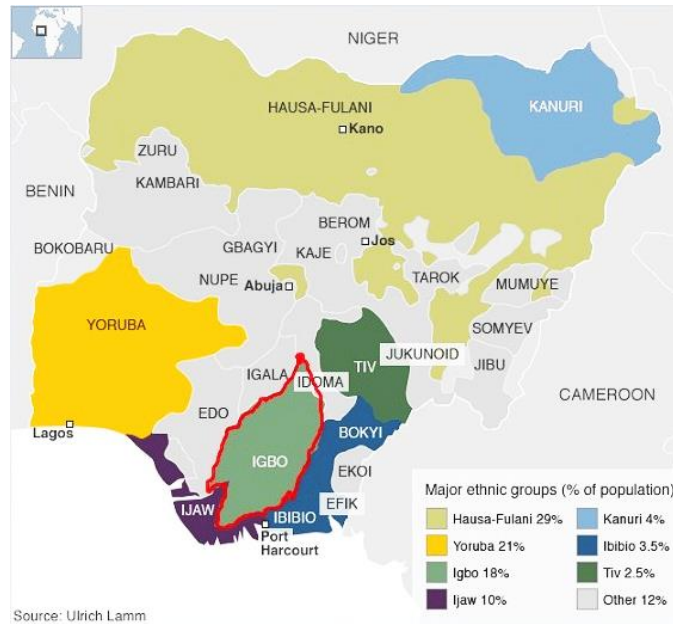 NIGER
HAUSA-FULANI
KANURI
Kano
ZURU
KAMBARI
BENIN
BEROM
BOKOBARU
GBAGYI
KAJE
Jos
NUPE
Abuja
TAROK
MUMUYE
YORUBA
SOMYEV
JUKUNOID
JIBU
TIV
IGALA
IDOMA
CAMEROON
EDO
Lagos
BOKYI
IGBO
EKOI
IJAW
IBIBIO
EFIK
Port
Harcourt
Major ethnic groups (% of population)
Hausa-Fulani 29%
Kanuri 4%
Yoruba 21%
Ibibio 3.5%
Igbo 18%
Tiv 2.5%
Ijaw 10%
Other 12%
Source: Ulrich Lamm